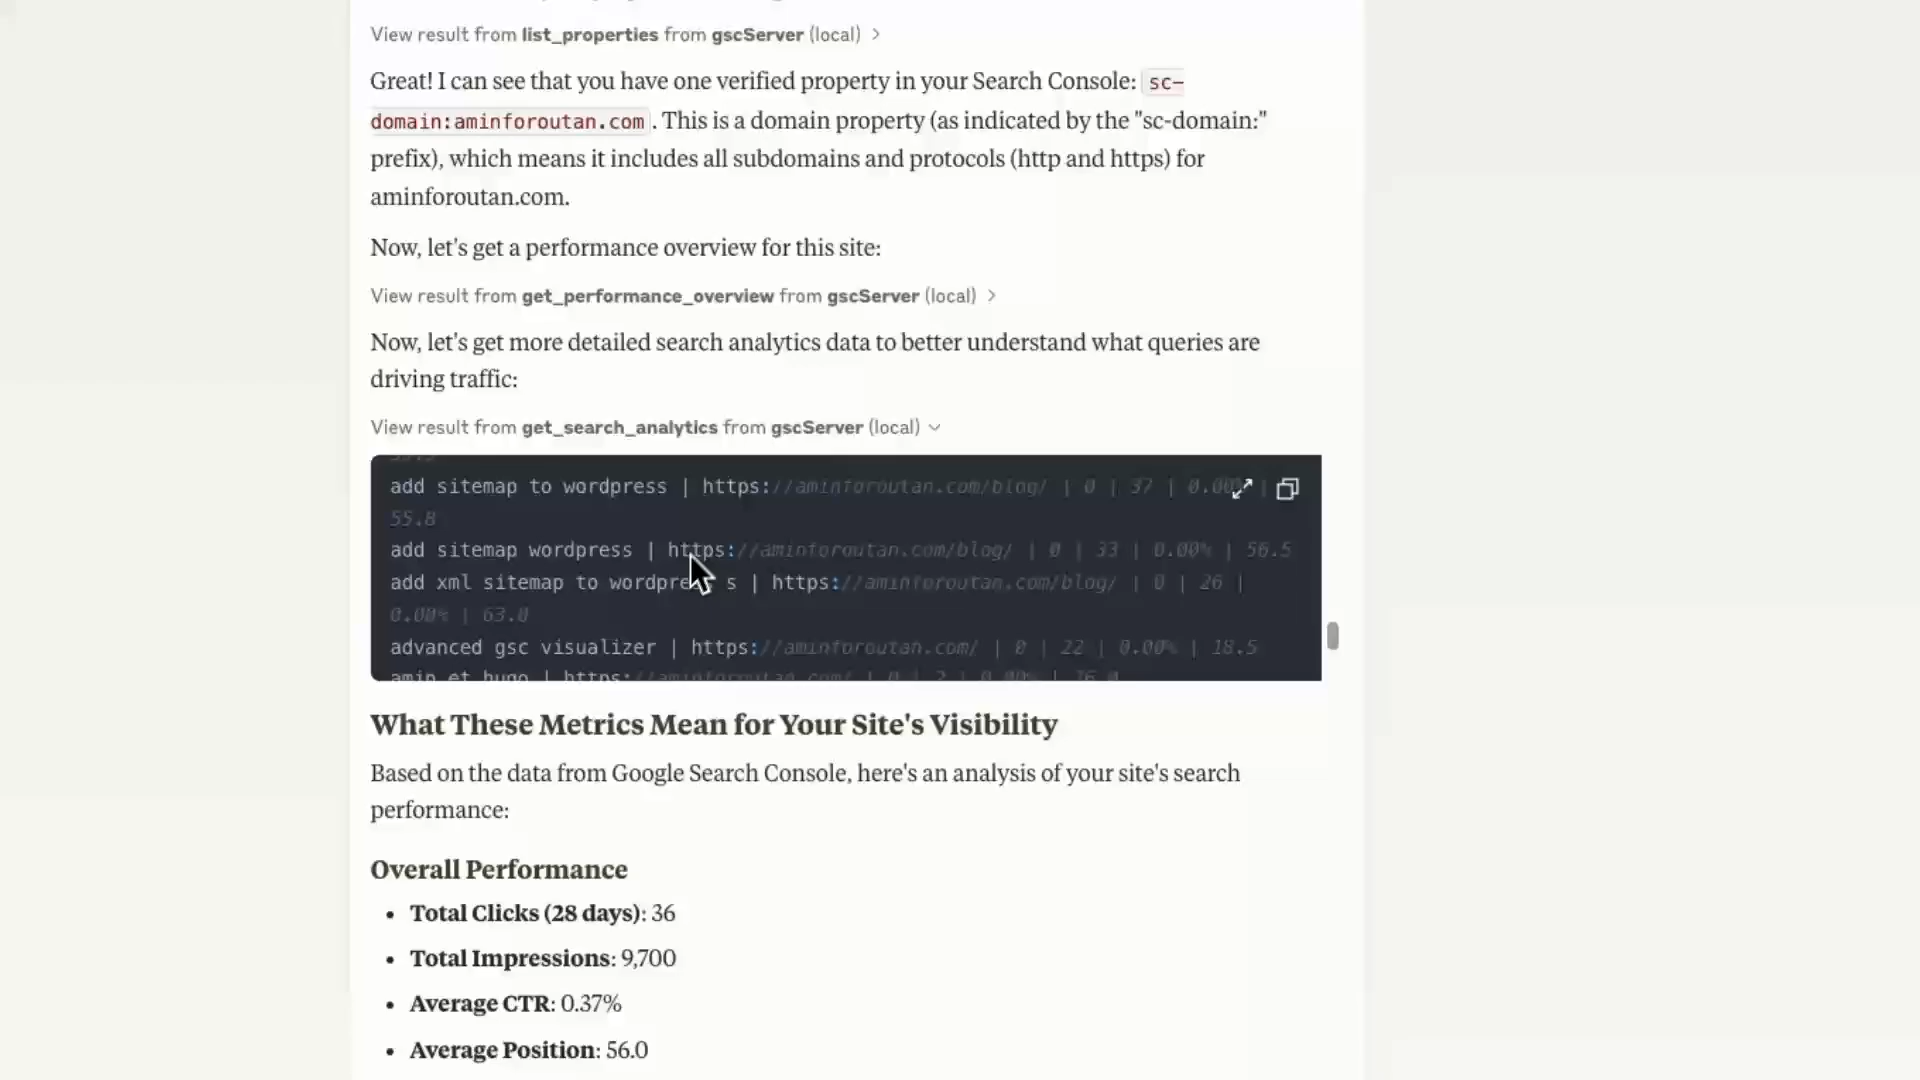 View result from list_properties from gscServer (local)
Great! I can see that you have one verified property in your Search Console: sc-
domain:aminforoutan.com . This is a domain property (as indicated by the "sc-domain:"
prefix), which means it includes all subdomains and protocols (http and https) for
aminforoutan.com.
Now, let's get a performance overview for this site:
View result from get_performance_overview from gscServer (local)
Now, let's get more detailed search analytics data to better understand what queries are
driving traffic:
View result from get_search_analytics from gscServer (local)
add sitemap to wordpress | https://aminforoutan.com/blog/ | 0 | 37 | 0.00% |
55.8
add sitemap wordpress | https://aminforoutan.com/blog/ | 0 | 33 | 0.00% | 56.5
add xml sitemap to wordpre s | https://aminforoutan.com/blog/ | 0 | 26 |
0.00% | 63.0
advanced gsc visualizer | https://aminforoutan.com/ | 0 | 22 | 0.00% | 18.5
amin et hugo | https://aminforoutan.com/ | 0 | 2 | 0.00% | 76.0
What These Metrics Mean for Your Site's Visibility
Based on the data from Google Search Console, here's an analysis of your site's search
performance:
Overall Performance
• Total Clicks (28 days): 36
• Total Impressions: 9,700
• Average CTR: 0.37%
• Average Position: 56.0